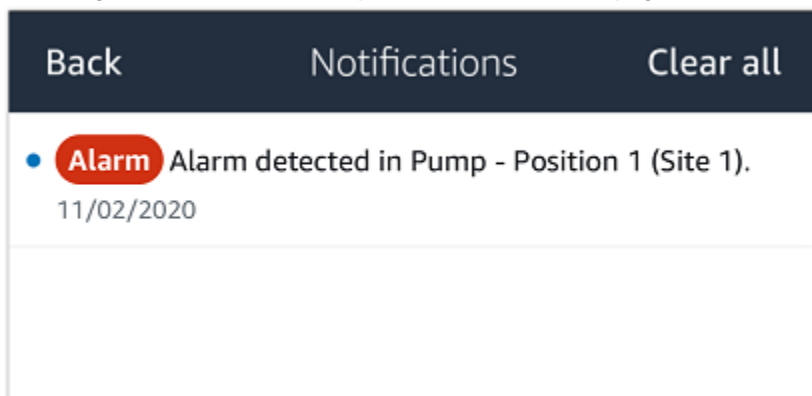 Back Notifications Clear all
Alarm Alarm detected in Pump - Position 1 (Site 1).
11/02/2020